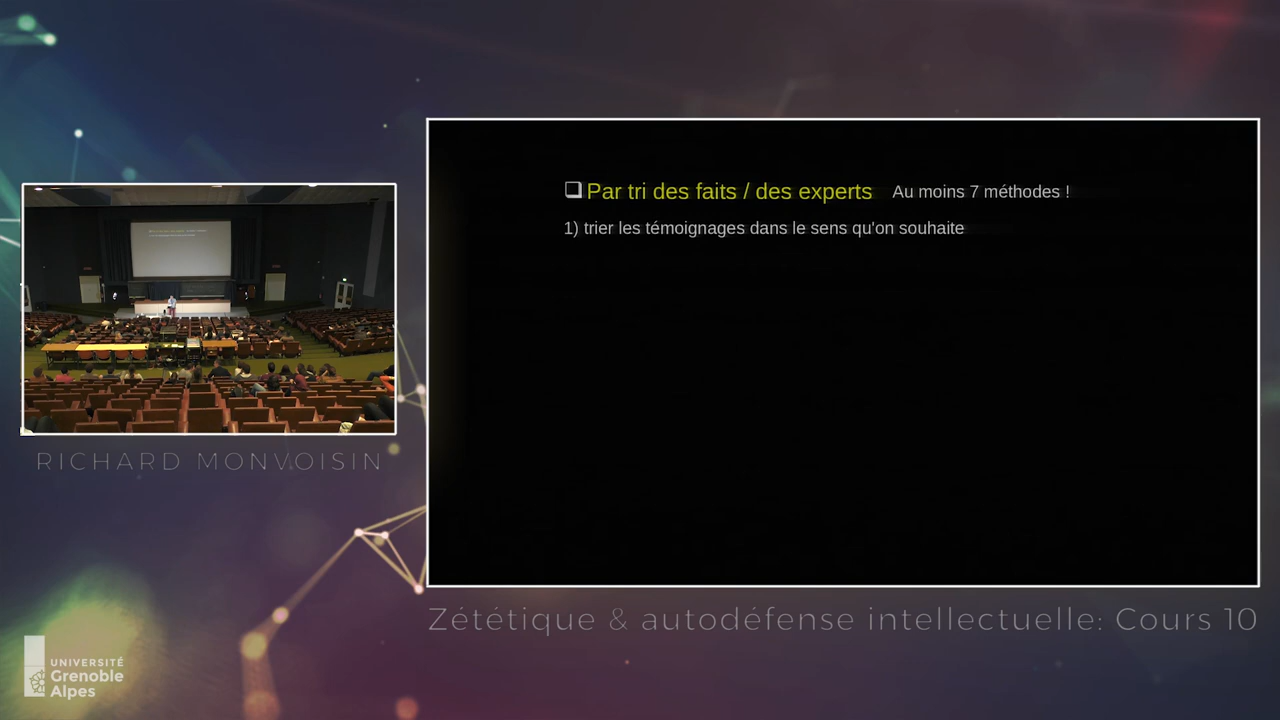 Par tri des faits / des experts Au moins 7 méthodes !
1) trier les témoignages dans le sens qu'on souhaite
RICHARD MONVOISIN
Zététique & autodéfense intellectuelle: Cours 10
UNIVERSITÉ
Grenoble
Alpes